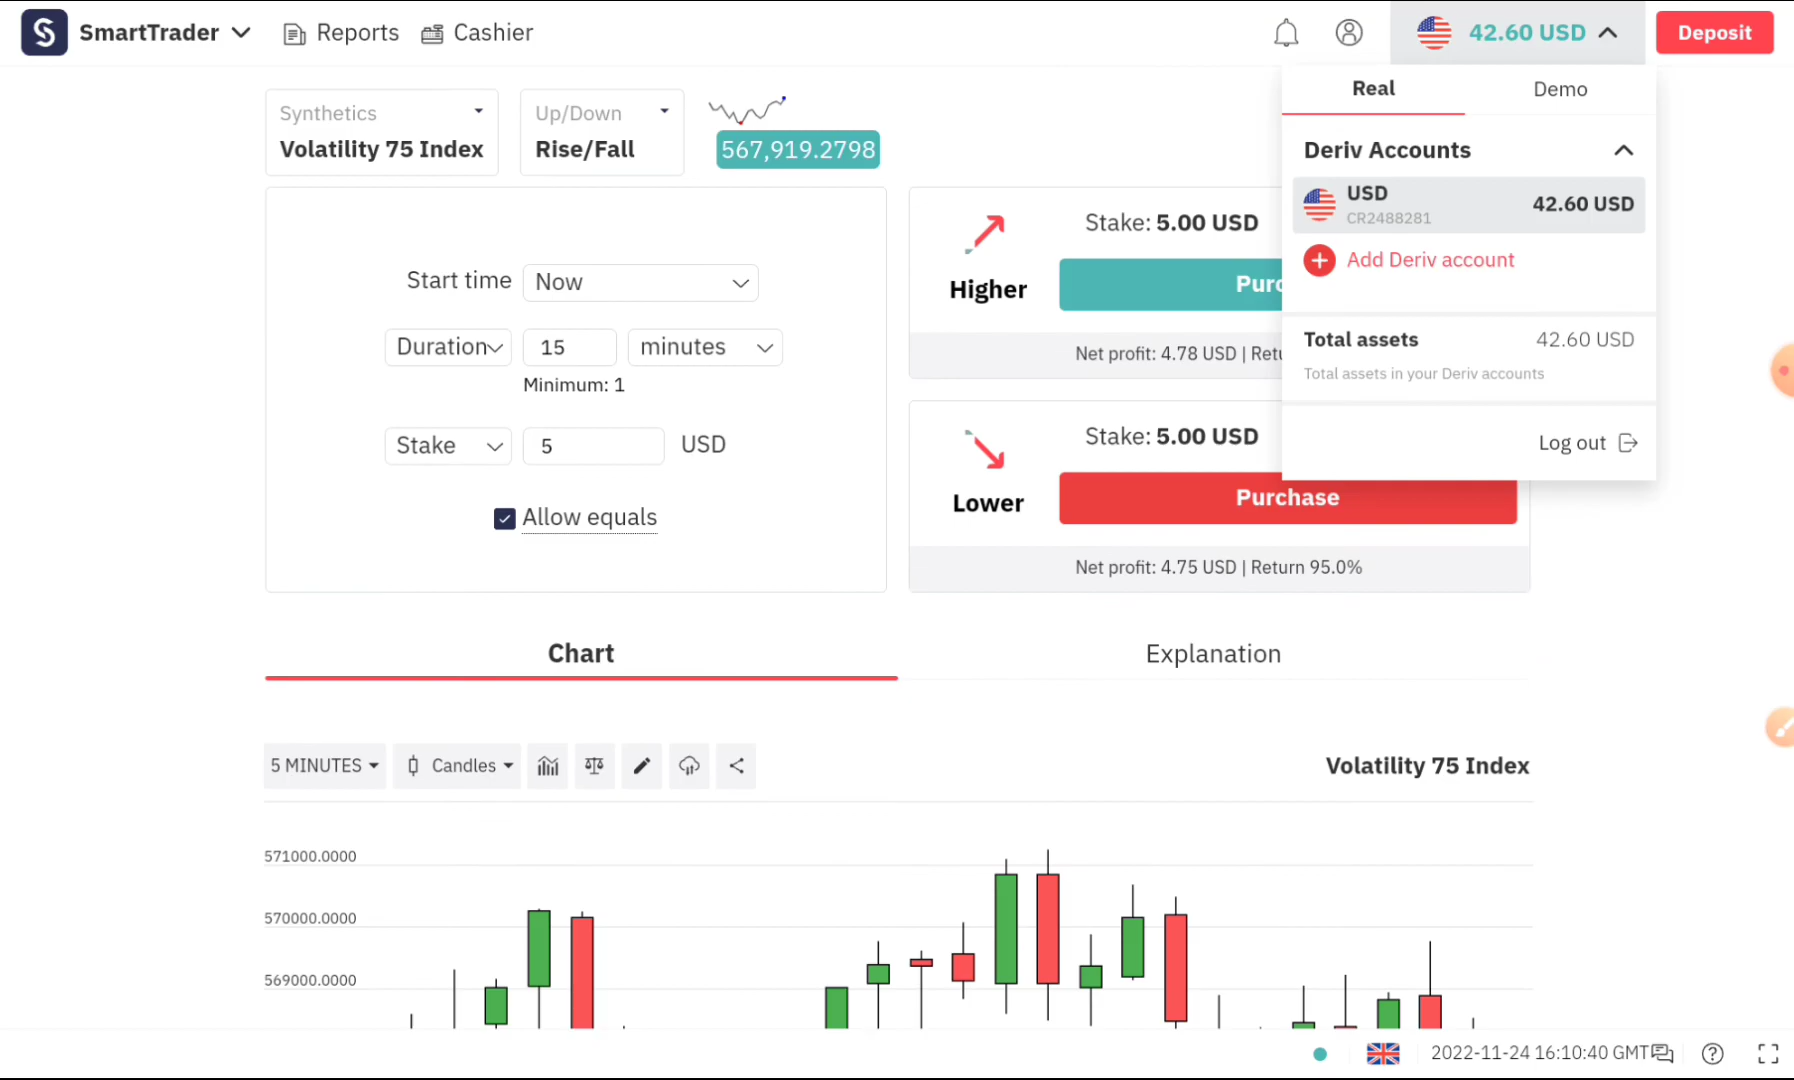 SmartTrader
Reports
Cashier
42.60 USD
Deposit
Real
Demo
Synthetics
Volatility 75 Index
Up/Down
Rise/Fall
567,919.2798
Deriv Accounts
USD
CR2488281
42.60 USD
Add Deriv account
Total assets
42.60 USD
Total assets in your Deriv accounts
Log out
Start time
Now
Duration
15
minutes
Minimum: 1
Stake
5
USD
Allow equals
Stake: 5.00 USD
Higher
Net profit: 4.78 USD |
Stake: 5.00 USD
Lower
Purchase
Net profit: 4.75 USD | Return 95.0%
Chart
Explanation
5 MINUTES
Candles
Volatility 75 Index
571000.0000
570000.0000
569000.0000
2022-11-24 16:10:40 GMT